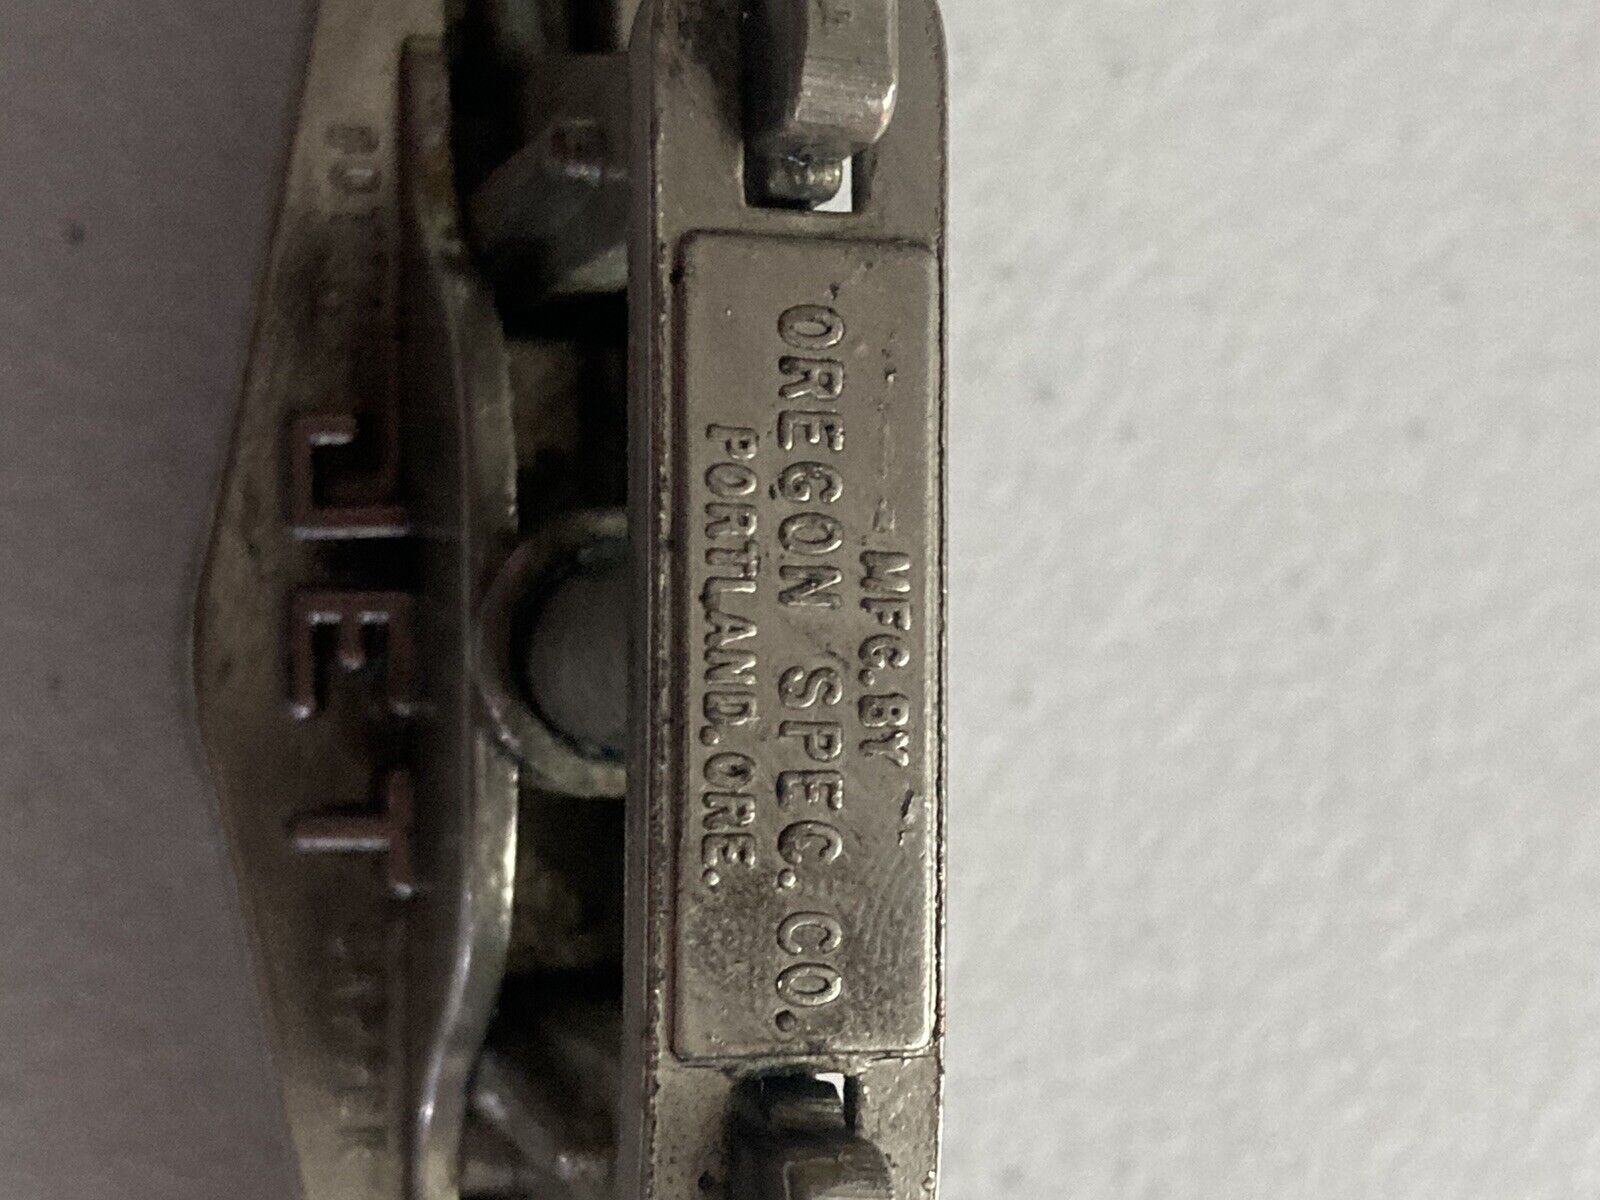 MFG. BY
OREGON SPEC. CO.
PORTLAND. ORE.
JET